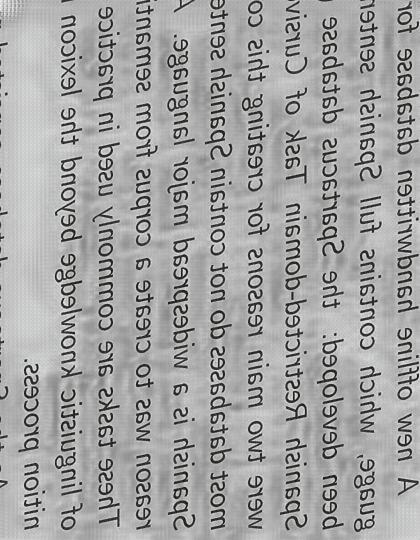 A new offline handwritten database for
guage, which contains full Spanish senten
been developed: the Spartacus database (
Spanish Restricted-domain Task of Cursiv
were two main reasons for creating this co
most databases do not contain Spanish sente
Spanish is a widespread major language. A
reason was to create a corpus from semanti
These tasks are commonly used in practice
of linguistic knowledge beyond the lexicon
nition process.